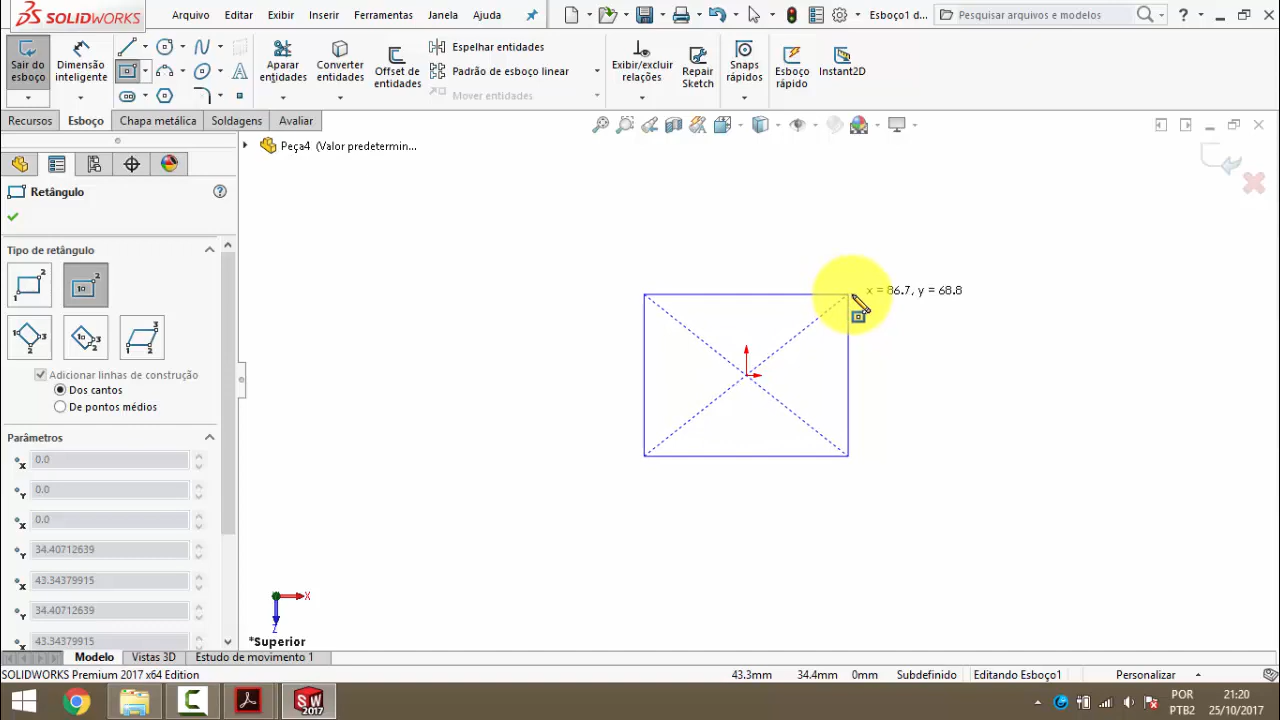 SOLIDWORKS
Arquivo Editar Exibir Inserir Ferramentas Janela Ajuda
Esboço1 d...
Pesquisar arquivos e modelos
?
Sair do
esboço
Dimensão
inteligente
Aparar
entidades
Converter
entidades
Offset de
entidades
Espelhar entidades
Padrão de esboço linear
Mover entidades
Exibir/excluir
relações
Repair
Sketch
Snaps
rápidos
Esboço
rápido
Instant2D
Recursos Esboço Chapa metálica Soldagens Avaliar
Peça4 (Valor predetermin...
Retângulo
?
Tipo de retângulo
Adicionar linhas de construção
Dos cantos
De pontos médios
Parâmetros
0.0
0.0
0.0
34.40712639
43.34379915
34.40712639
43.34379915
x = 86.7, y = 68.8
X
Z
*Superior
Modelo Vistas 3D Estudo de movimento 1
SOLIDWORKS Premium 2017 x64 Edition
43.3mm 34.4mm 0mm Subdefinido Editando Esboço1 Personalizar
SW
2017
POR
PTB2
21:20
25/10/2017